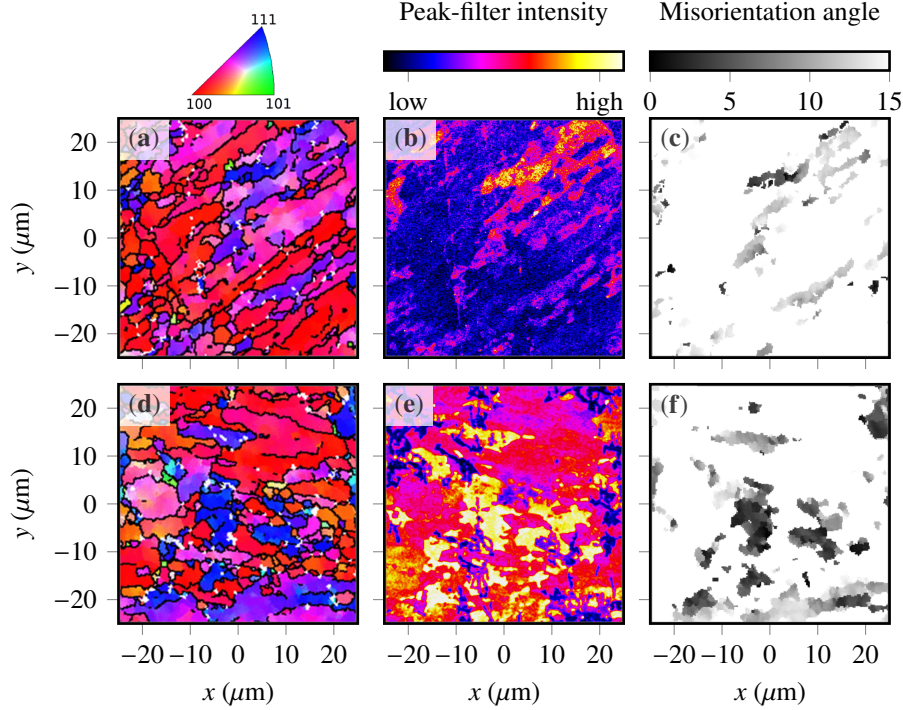 Peak-filter intensity Misorientation angle
111
100 101
low high
0 5 10 15
(a) (b) (c)
20
10
0
−10
−20
y (μm)
(d) (e) (f)
20
10
0
−10
−20
y (μm)
−20 −10 0 10 20 −20 −10 0 10 20 −20 −10 0 10 20
x (μm) x (μm) x (μm)